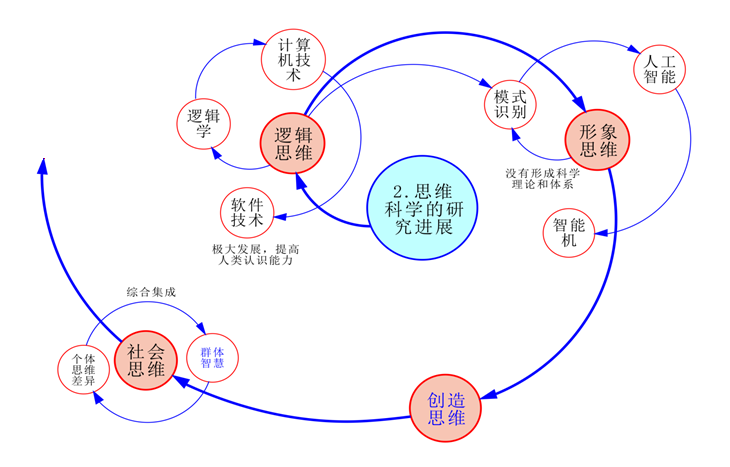 计算
机技
术
逻辑
学
逻辑
思维
软件
技术
极大发展，提高
人类认识能力
2.思维
科学的研
究进展
模式
识别
人工
智能
形象
思维
没有形成科学
理论和体系
智能
机
创造
思维
综合集成
社会
思维
群体
智慧
个体
思维
差异